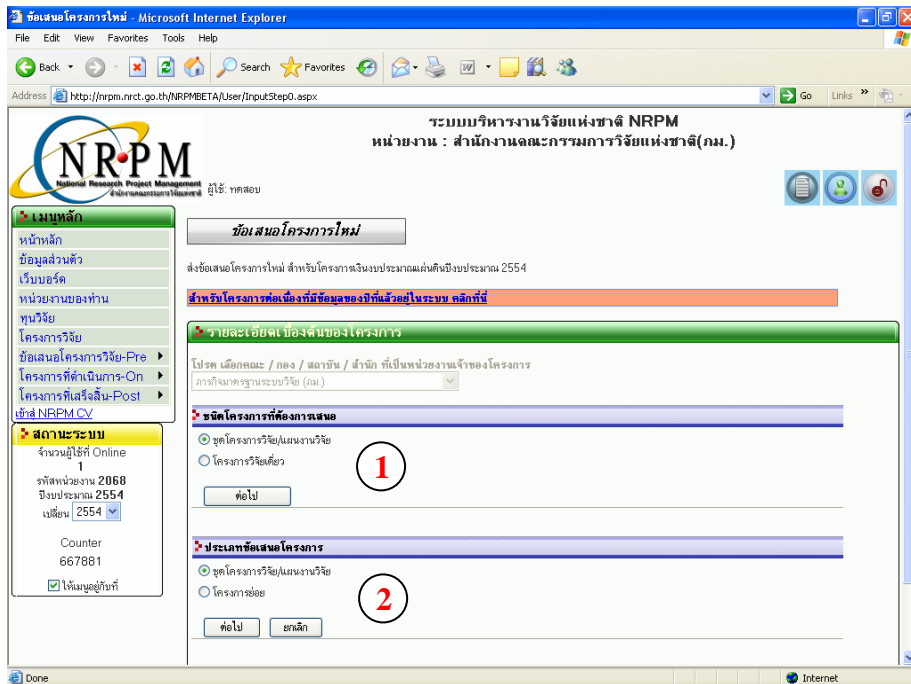 ข้อเสนอโครงการใหม่ - Microsoft Internet Explorer
File Edit View Favorites Tools Help
Back Search Favorites
Address http://nrpm.nrct.go.th/NRPMBETA/User/InputStep0.aspx Go Links »
ระบบบริหารงานวิจัยแห่งชาติ NRPM
หน่วยงาน : สำนักงานคณะกรรมการวิจัยแห่งชาติ(ภม.)
NRPM
National Research Project Management
สำนักงานคณะกรรมการวิจัยแห่งชาติ
ผู้ใช้: ทดสอบ
เมนูหลัก
หน้าหลัก
ข้อมูลส่วนตัว
เว็บบอร์ด
หน่วยงานของท่าน
ทุนวิจัย
โครงการวิจัย
ข้อเสนอโครงการวิจัย-Pre
โครงการที่ดำเนินการ-On
โครงการที่เสร็จสิ้น-Post
เข้าสู่ NRPM CV
สถานะระบบ
จำนวนผู้ใช้ที่ Online
1
รหัสหน่วยงาน 2068
ปีงบประมาณ 2554
เปลี่ยน 2554
Counter
667881
ให้เมนูอยู่กับที่
ข้อเสนอโครงการใหม่
ส่งข้อเสนอโครงการใหม่ สำหรับโครงการเงินงบประมาณแผ่นดินปีงบประมาณ 2554
สำหรับโครงการต่อเนื่องที่มีข้อมูลของปีที่แล้วอยู่ในระบบ คลิกที่นี่
รายละเอียดเบื้องต้นของโครงการ
โปรด เลือกคณะ / กอง / สถาบัน / สำนัก ที่เป็นหน่วยงานเจ้าของโครงการ
ภารกิจมาตรฐานระบบวิจัย (ภม.)
ชนิดโครงการที่ต้องการเสนอ
ชุดโครงการวิจัย/แผนงานวิจัย
โครงการวิจัยเดี่ยว
1
ต่อไป
ประเภทข้อเสนอโครงการ
ชุดโครงการวิจัย/แผนงานวิจัย
โครงการย่อย
2
ต่อไป ยกเลิก
Done Internet